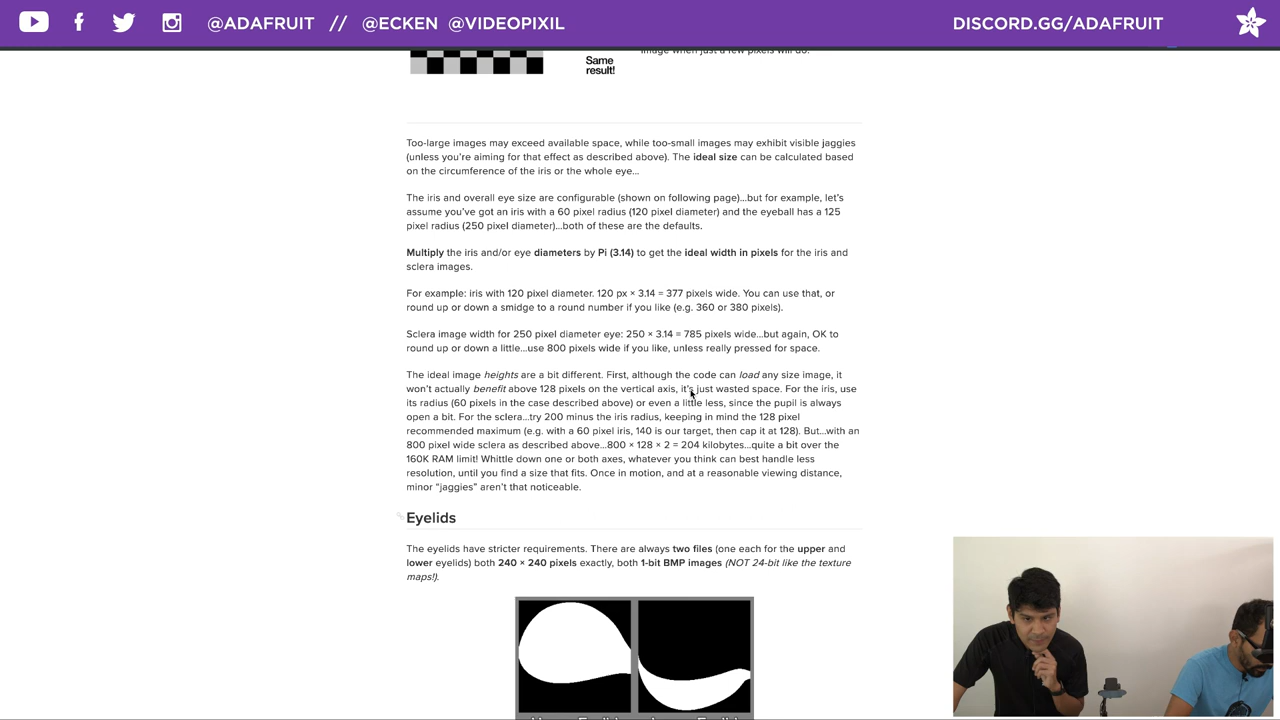 @ADAFRUIT // @ECKEN @VIDEOPIXIL
DISCORD.GG/ADAFRUIT
image when just a few pixels will do.
Same
result!
Too-large images may exceed available space, while too-small images may exhibit visible jaggies
(unless you're aiming for that effect as described above). The ideal size can be calculated based
on the circumference of the iris or the whole eye...
The iris and overall eye size are configurable (shown on following page)...but for example, let's
assume you've got an iris with a 60 pixel radius (120 pixel diameter) and the eyeball has a 125
pixel radius (250 pixel diameter)...both of these are the defaults.
Multiply the iris and/or eye diameters by Pi (3.14) to get the ideal width in pixels for the iris and
sclera images.
For example: iris with 120 pixel diameter. 120 px × 3.14 = 377 pixels wide. You can use that, or
round up or down a smidge to a round number if you like (e.g. 360 or 380 pixels).
Sclera image width for 250 pixel diameter eye: 250 × 3.14 = 785 pixels wide...but again, OK to
round up or down a little...use 800 pixels wide if you like, unless really pressed for space.
The ideal image heights are a bit different. First, although the code can load any size image, it
won't actually benefit above 128 pixels on the vertical axis, it's just wasted space. For the iris, use
its radius (60 pixels in the case described above) or even a little less, since the pupil is always
open a bit. For the sclera...try 200 minus the iris radius, keeping in mind the 128 pixel
recommended maximum (e.g. with a 60 pixel iris, 140 is our target, then cap it at 128). But...with an
800 pixel wide sclera as described above...800 × 128 × 2 = 204 kilobytes...quite a bit over the
160K RAM limit! Whittle down one or both axes, whatever you think can best handle less
resolution, until you find a size that fits. Once in motion, and at a reasonable viewing distance,
minor "jaggies" aren't that noticeable.
Eyelids
The eyelids have stricter requirements. There are always two files (one each for the upper and
lower eyelids) both 240 × 240 pixels exactly, both 1-bit BMP images (NOT 24-bit like the texture
maps!).